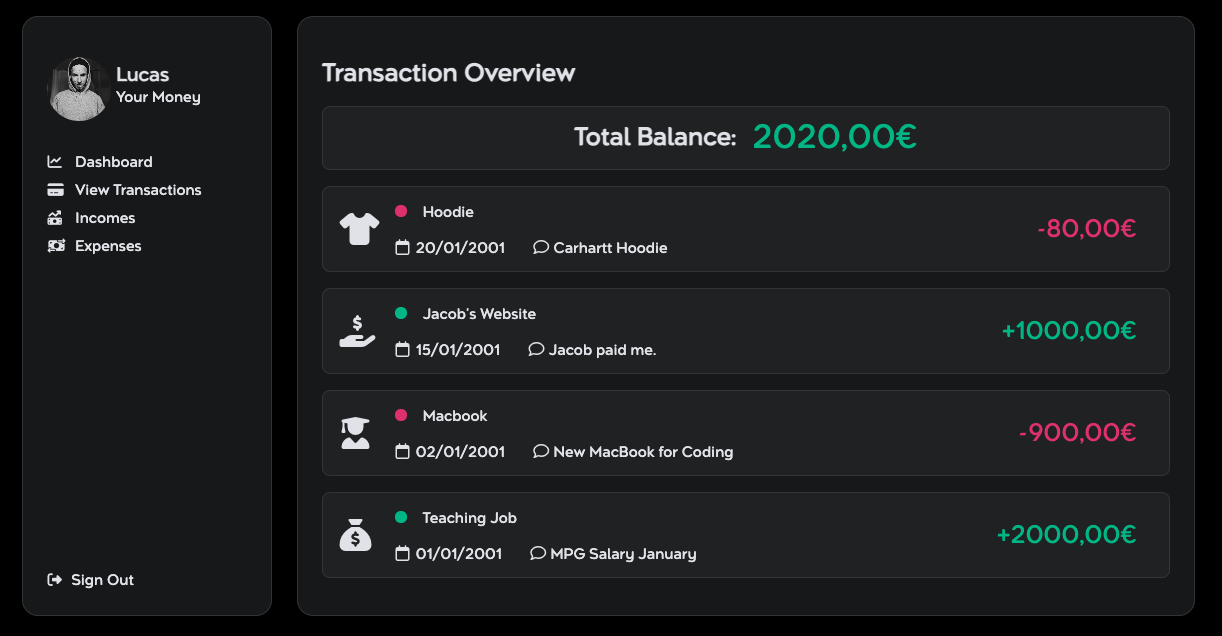 Lucas
Your Money
Dashboard
View Transactions
Incomes
Expenses
Sign Out
Transaction Overview
Total Balance: 2020,00€
Hoodie
20/01/2001 Carhartt Hoodie
-80,00€
Jacob's Website
15/01/2001 Jacob paid me.
+1000,00€
Macbook
02/01/2001 New MacBook for Coding
-900,00€
Teaching Job
01/01/2001 MPG Salary January
+2000,00€